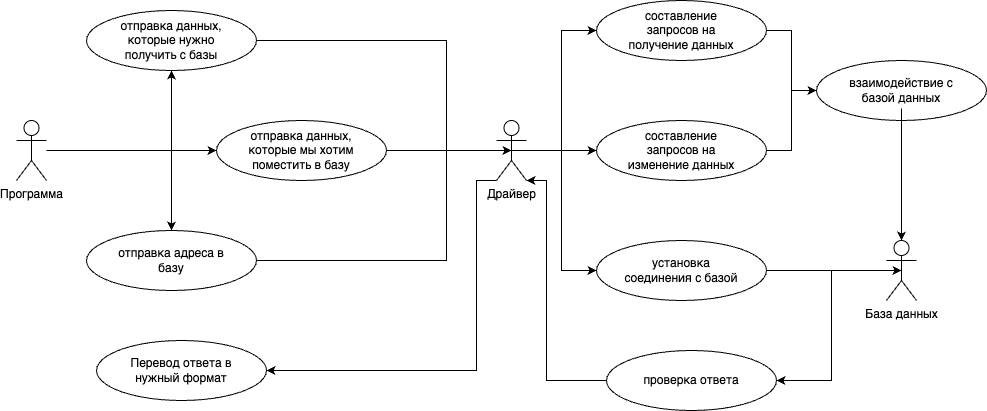 отправка данных,
которые нужно
получить с базы
составление
запросов на
получение данных
взаимодействие с
базой данных
отправка данных,
которые мы хотим
поместить в базу
составление
запросов на
изменение данных
Программа
Драйвер
отправка адреса в
базу
установка
соединения с базой
База данных
Перевод ответа в
нужный формат
проверка ответа